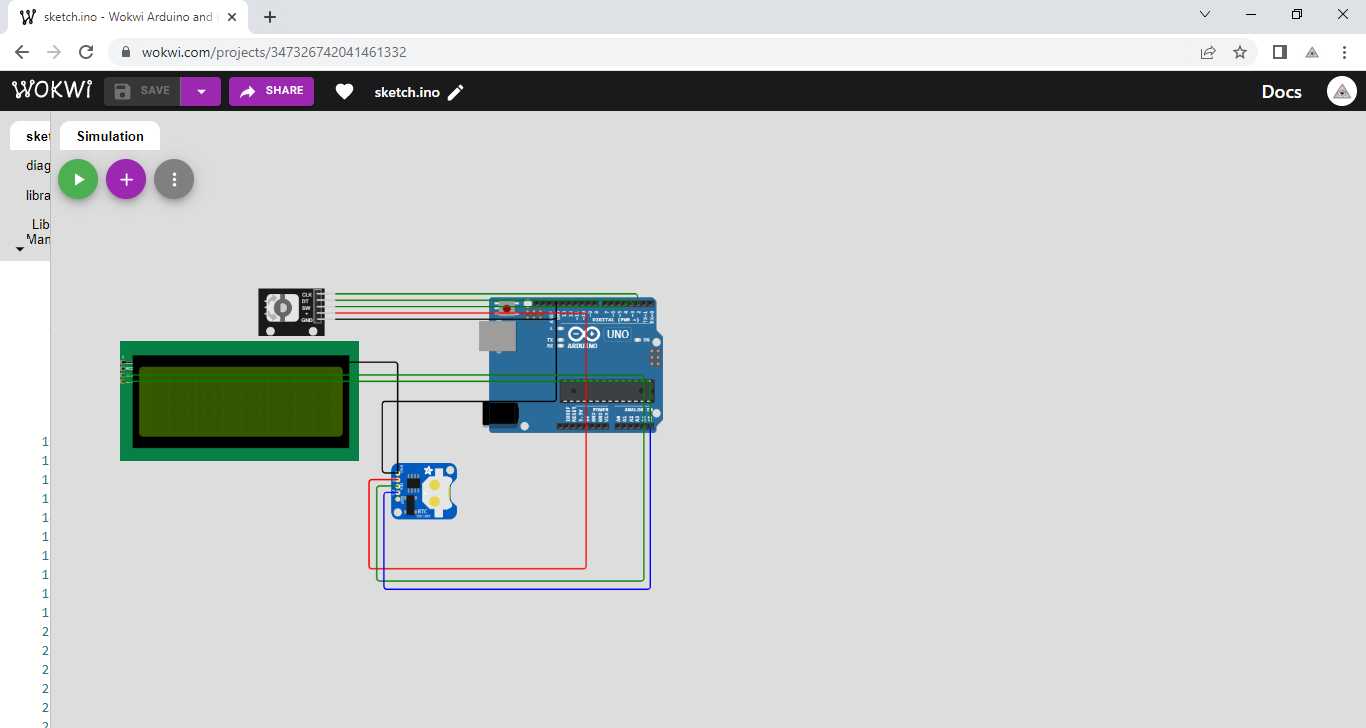 sketch.ino - Wokwi Arduino and
wokwi.com/projects/347326742041461332
WOKWI
SAVE
SHARE
sketch.ino
Docs
sket
Simulation
diag
libra
Lib
Man
CLK
DT
SW
+
GND
DIGITAL (PWM ~)
UNO
ARDUINO
L
TX
RX
ON
POWER
ANALOG IN
RTC
1
1
1
1
1
1
1
1
1
1
2
2
2
2
2
2